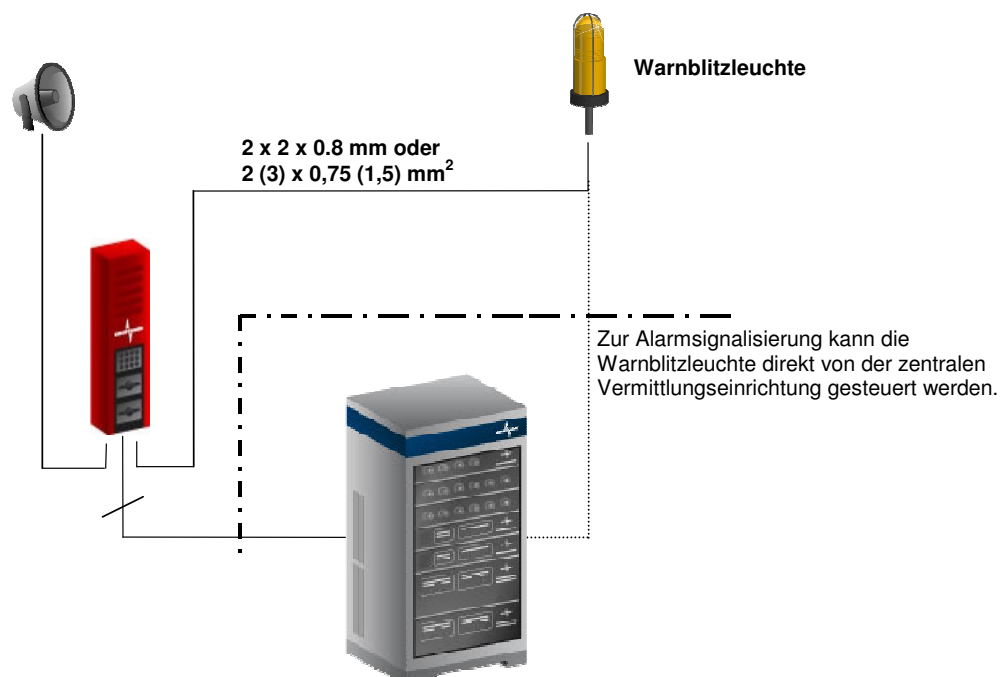 Warnblitzleuchte
2 x 2 x 0.8 mm oder
2 (3) x 0,75 (1,5) mm²
Zur Alarmsignalisierung kann die
Warnblitzleuchte direkt von der zentralen
Vermittlungseinrichtung gesteuert werden.